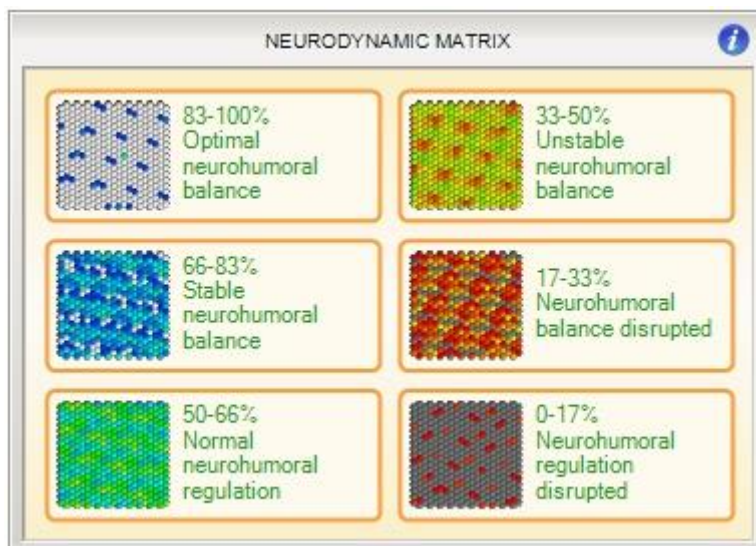 NEURODYNAMIC MATRIX
i
83-100%
Optimal
neurohumoral
balance
33-50%
Unstable
neurohumoral
balance
66-83%
Stable
neurohumoral
balance
17-33%
Neurohumoral
balance disrupted
50-66%
Normal
neurohumoral
regulation
0-17%
Neurohumoral
regulation
disrupted